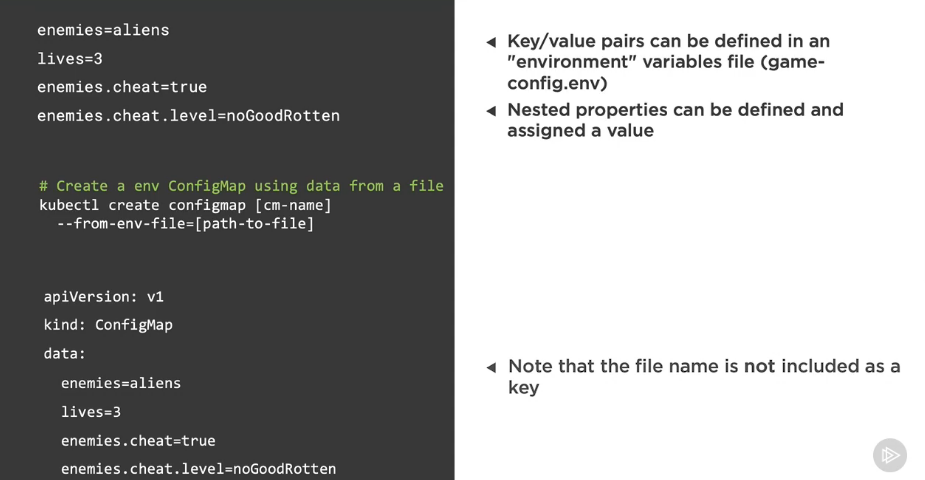 enemies=aliens
lives=3
enemies.cheat=true
enemies.cheat.level=noGoodRotten
# Create a env ConfigMap using data from a file
kubectl create configmap [cm-name]
--from-env-file=[path-to-file]
apiVersion: v1
kind: ConfigMap
data:
enemies=aliens
lives=3
enemies.cheat=true
enemies.cheat.level=noGoodRotten
Key/value pairs can be defined in an
"environment" variables file (game-
config.env)
Nested properties can be defined and
assigned a value
Note that the file name is not included as a
key